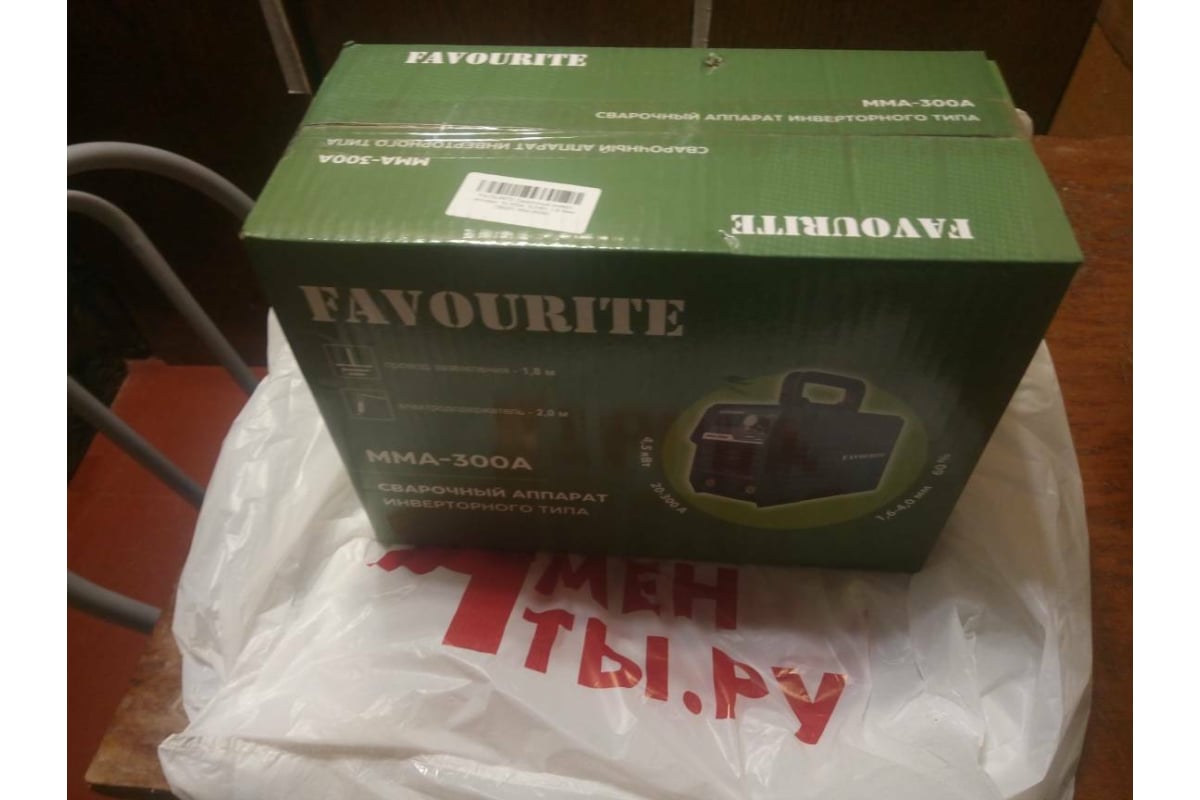 FAVOURITE
MMA-300A
СВАРОЧНЫЙ АППАРАТ ИНВЕРТОРНОГО ТИПА
СВАРОЧНЫЙ АППАРАТ ИНВЕРТОРНОГО ТИПА
MMA-300A
FAVOURITE
FAVOURITE
провод заземления - 1,8 м
электрододержатель - 2,0 м
MMA-300A
СВАРОЧНЫЙ АППАРАТ
ИНВЕРТОРНОГО ТИПА
FAVOURITE
4,5 кВт
20-300 А
1,6-4,0 мм
60 %
МЕН
ТЫ.РУ